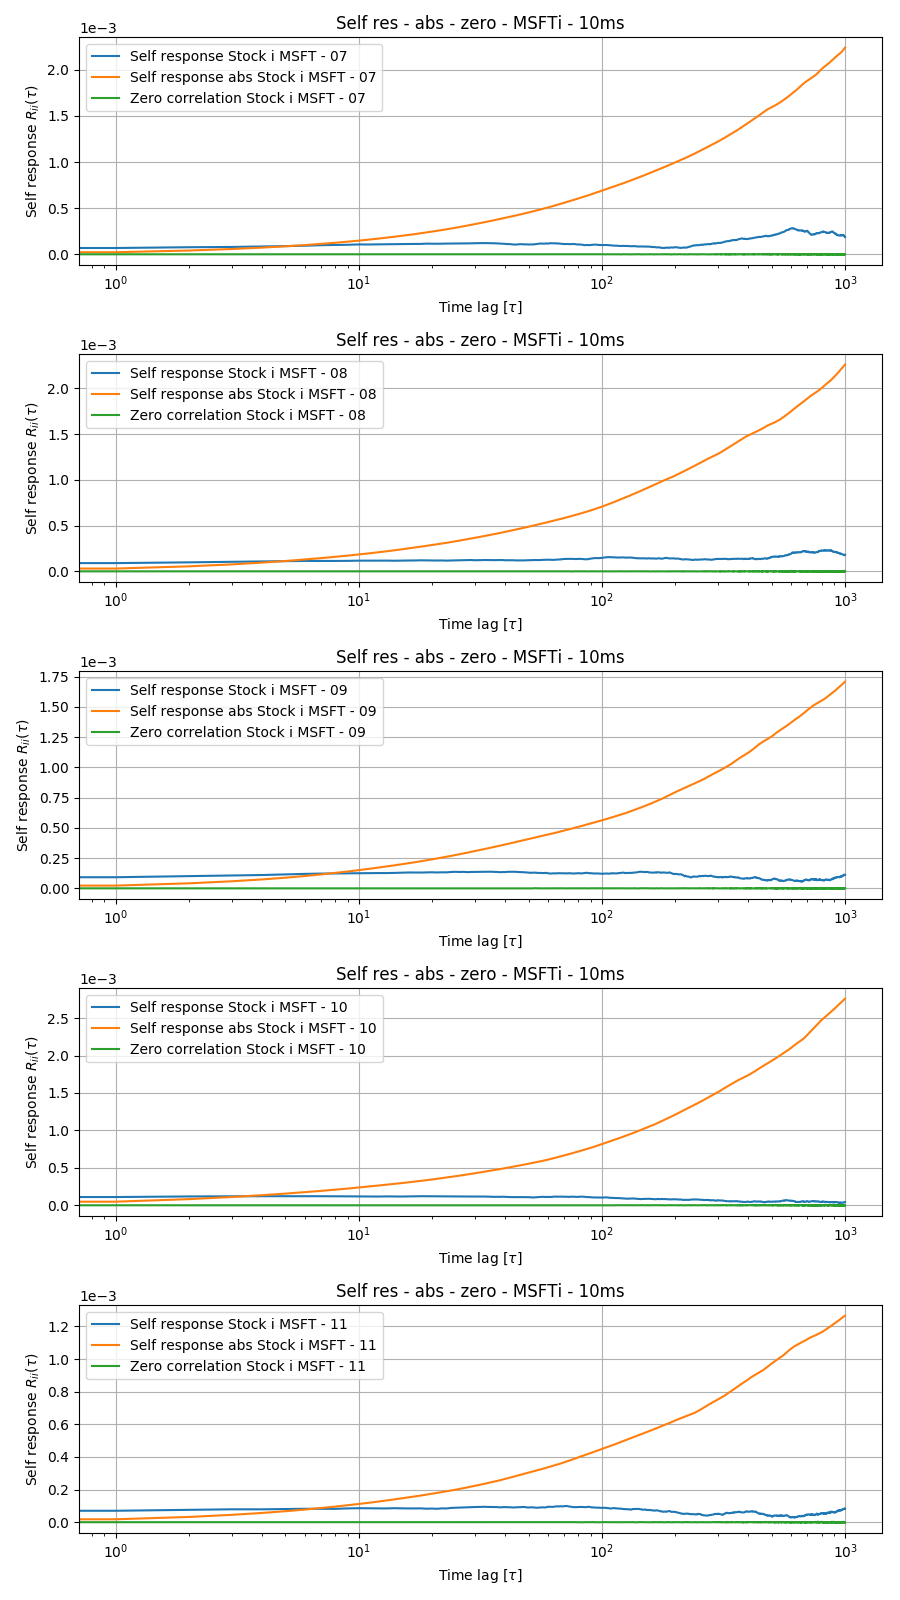 Self res - abs - zero - MSFTi - 10ms
1e−3
Self response Stock i MSFT - 07
Self response abs Stock i MSFT - 07
Zero correlation Stock i MSFT - 07
2.0
1.5
1.0
0.5
0.0
Self response R_{ii}(τ)
10^0 10^1 10^2 10^3
Time lag [τ]
Self res - abs - zero - MSFTi - 10ms
1e−3
Self response Stock i MSFT - 08
Self response abs Stock i MSFT - 08
Zero correlation Stock i MSFT - 08
2.0
1.5
1.0
0.5
0.0
Self response R_{ii}(τ)
10^0 10^1 10^2 10^3
Time lag [τ]
Self res - abs - zero - MSFTi - 10ms
1e−3
Self response Stock i MSFT - 09
Self response abs Stock i MSFT - 09
Zero correlation Stock i MSFT - 09
1.75
1.50
1.25
1.00
0.75
0.50
0.25
0.00
Self response R_{ii}(τ)
10^0 10^1 10^2 10^3
Time lag [τ]
Self res - abs - zero - MSFTi - 10ms
1e−3
Self response Stock i MSFT - 10
Self response abs Stock i MSFT - 10
Zero correlation Stock i MSFT - 10
2.5
2.0
1.5
1.0
0.5
0.0
Self response R_{ii}(τ)
10^0 10^1 10^2 10^3
Time lag [τ]
Self res - abs - zero - MSFTi - 10ms
1e−3
Self response Stock i MSFT - 11
Self response abs Stock i MSFT - 11
Zero correlation Stock i MSFT - 11
1.2
1.0
0.8
0.6
0.4
0.2
0.0
Self response R_{ii}(τ)
10^0 10^1 10^2 10^3
Time lag [τ]